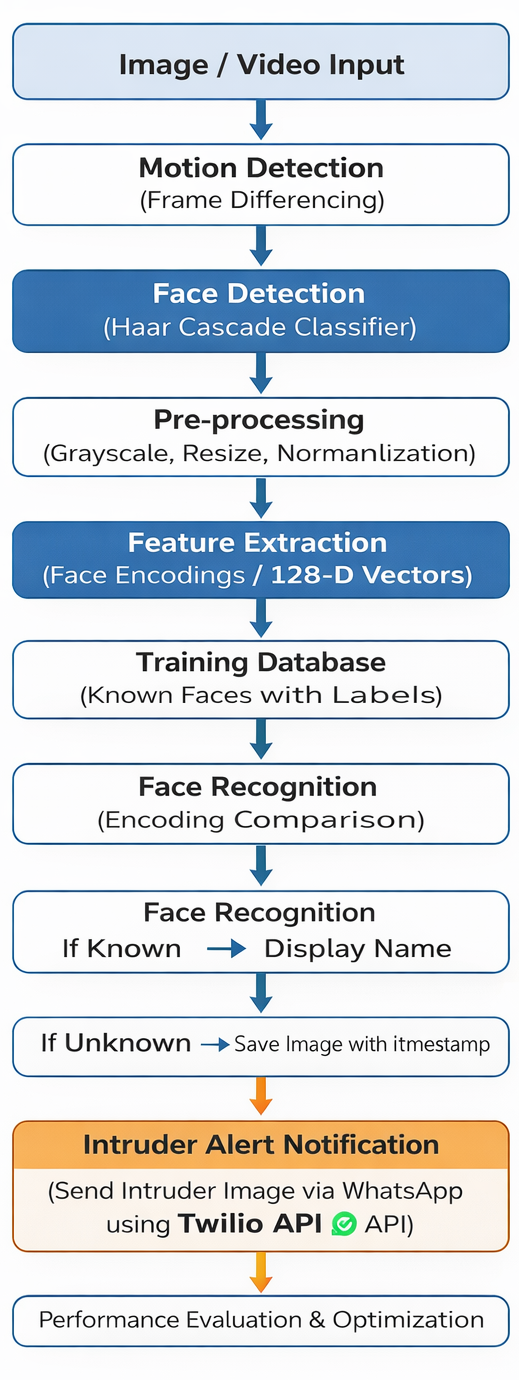 Image / Video Input
Motion Detection
(Frame Differencing)
Face Detection
(Haar Cascade Classifier)
Pre-processing
(Grayscale, Resize, Normanlization)
Feature Extraction
(Face Encodings / 128-D Vectors)
Training Database
(Known Faces with Labels)
Face Recognition
(Encoding Comparison)
Face Recognition
If Known → Display Name
If Unknown → Save Image with itmestamp
Intruder Alert Notification
(Send Intruder Image via WhatsApp
using Twilio API API)
Performance Evaluation & Optimization